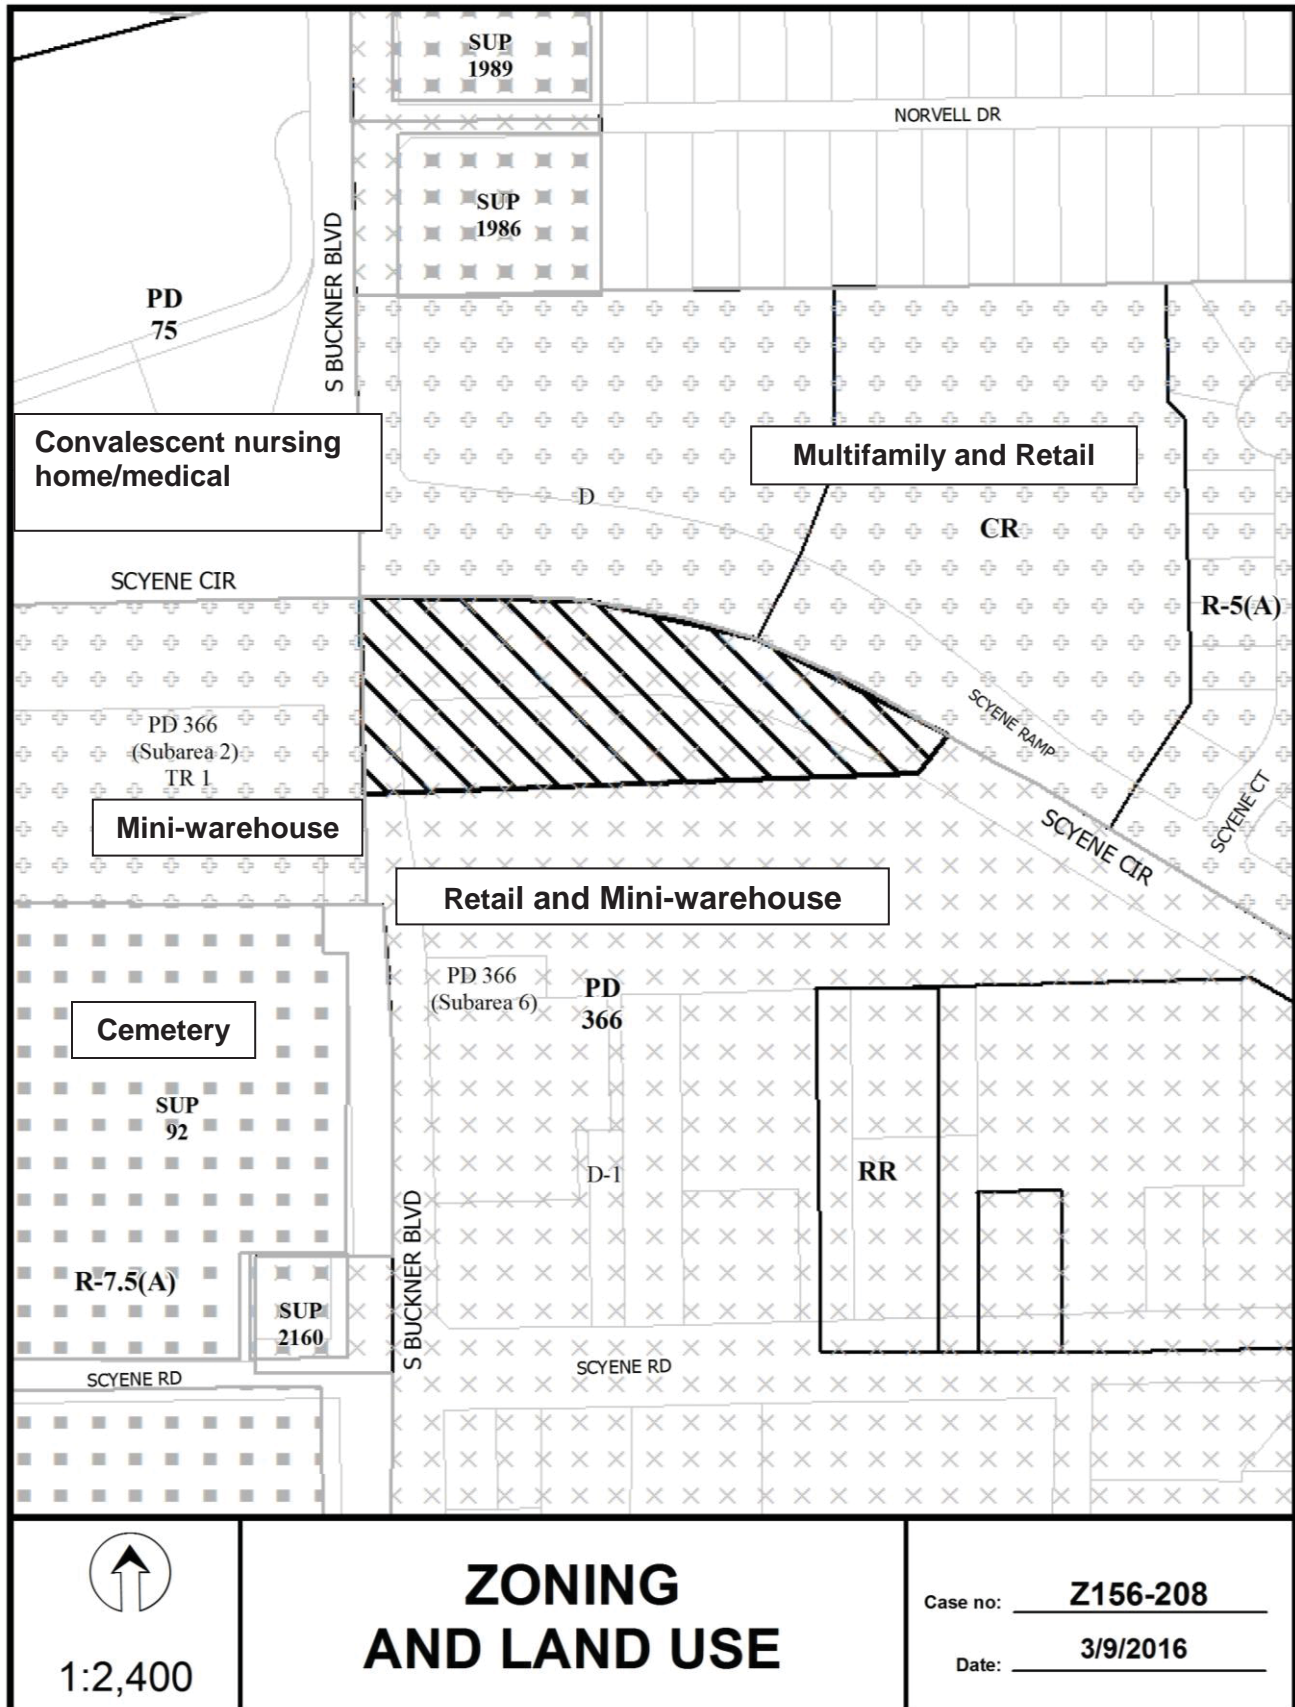 SUP
1989
NORVELL DR
SUP
1986
S BUCKNER BLVD
PD
75
Convalescent nursing
home/medical
Multifamily and Retail
D
CR
SCYENE CIR
R-5(A)
SCYENE RAMP
PD 366
(Subarea 2)
TR 1
Mini-warehouse
SCYENE CIR
SCYENE CT
Retail and Mini-warehouse
PD 366
(Subarea 6)
PD
366
Cemetery
SUP
92
D-1
RR
S BUCKNER BLVD
R-7.5(A)
SUP
2160
SCYENE RD
SCYENE RD
1:2,400
ZONING
AND LAND USE
Case no: Z156-208
Date: 3/9/2016